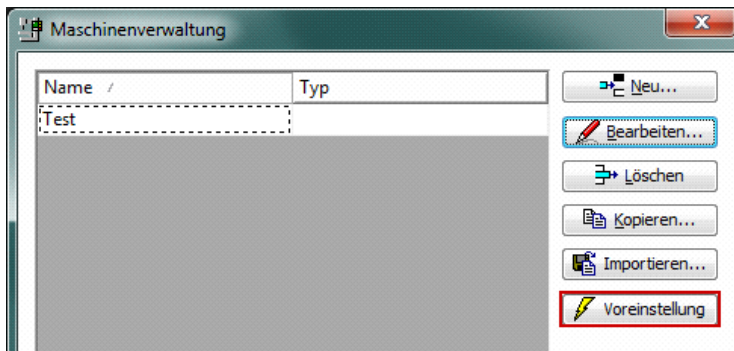 Maschinenverwaltung
Name Typ
Test
Neu...
Bearbeiten...
Löschen
Kopieren...
Importieren...
Voreinstellung